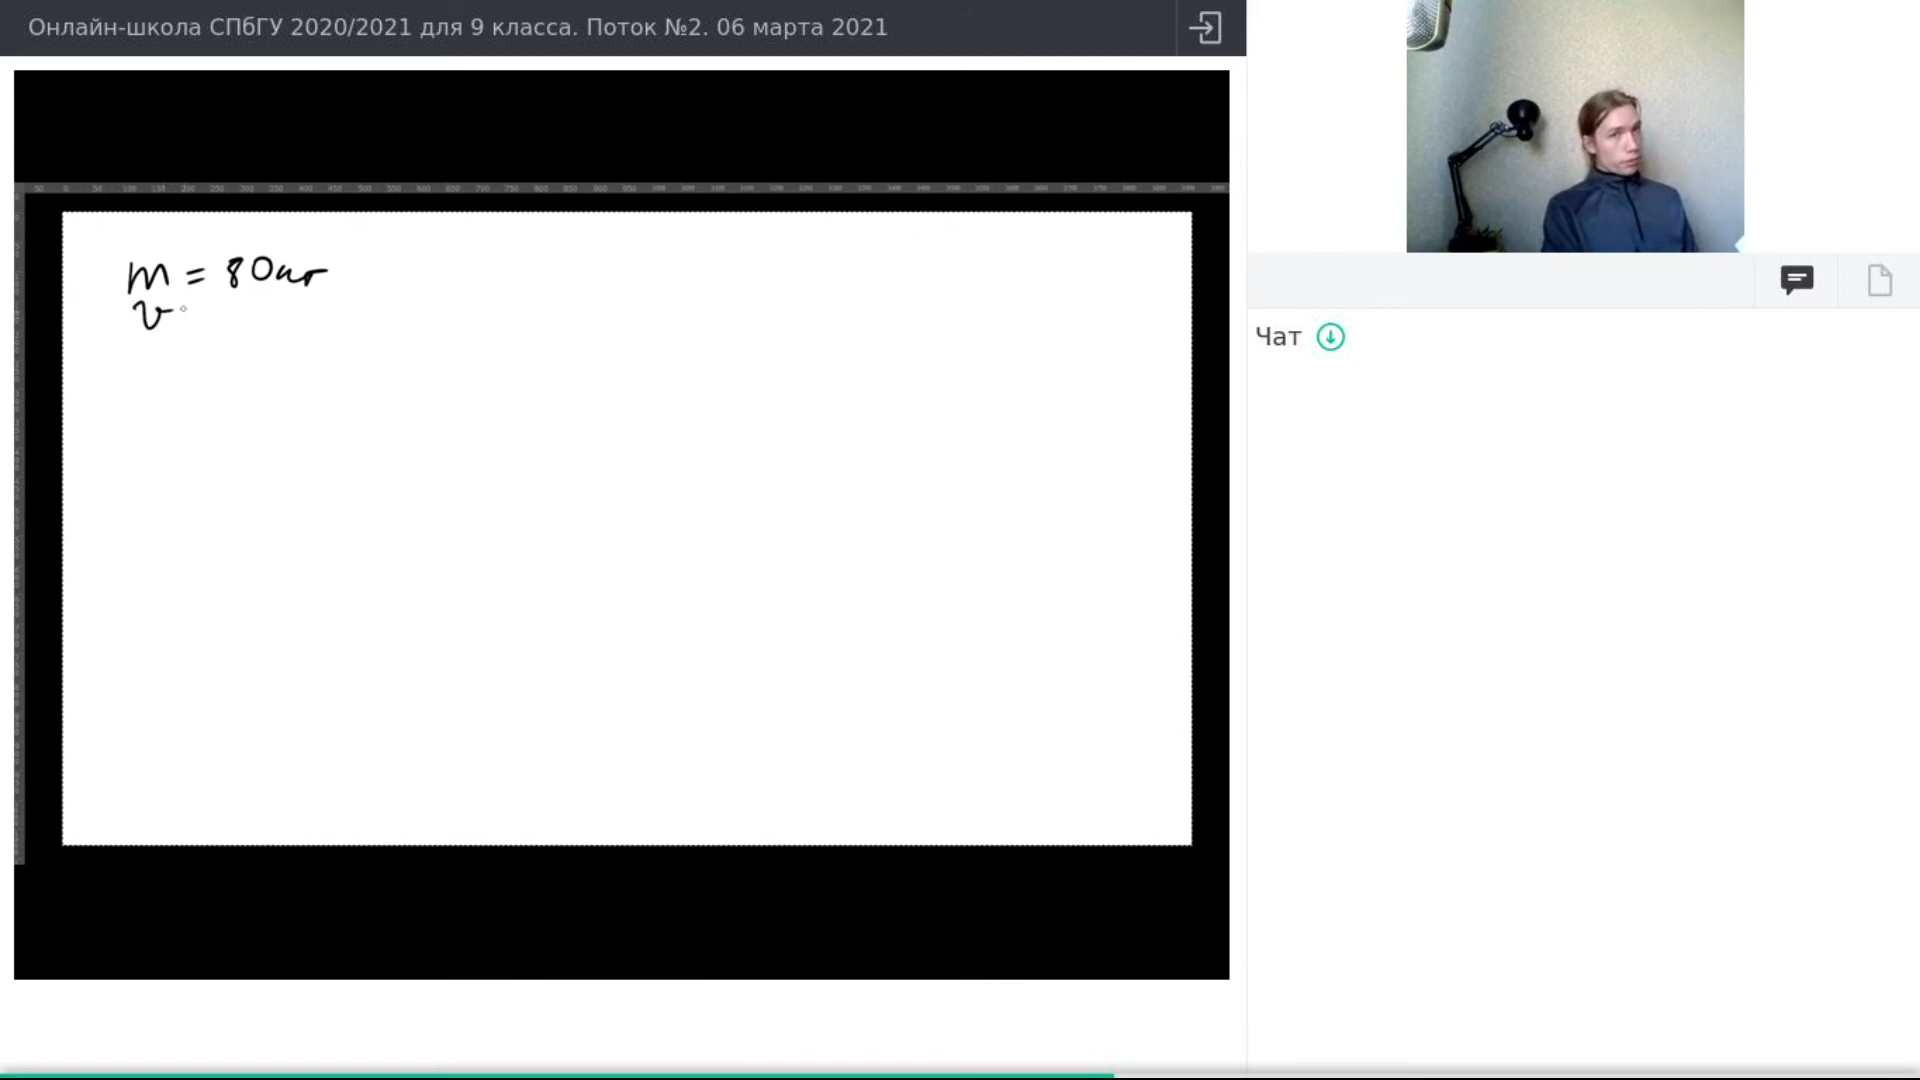 Онлайн-школа СПбГУ 2020/2021 для 9 класса. Поток №2. 06 марта 2021
m = 80кг
v
Чат